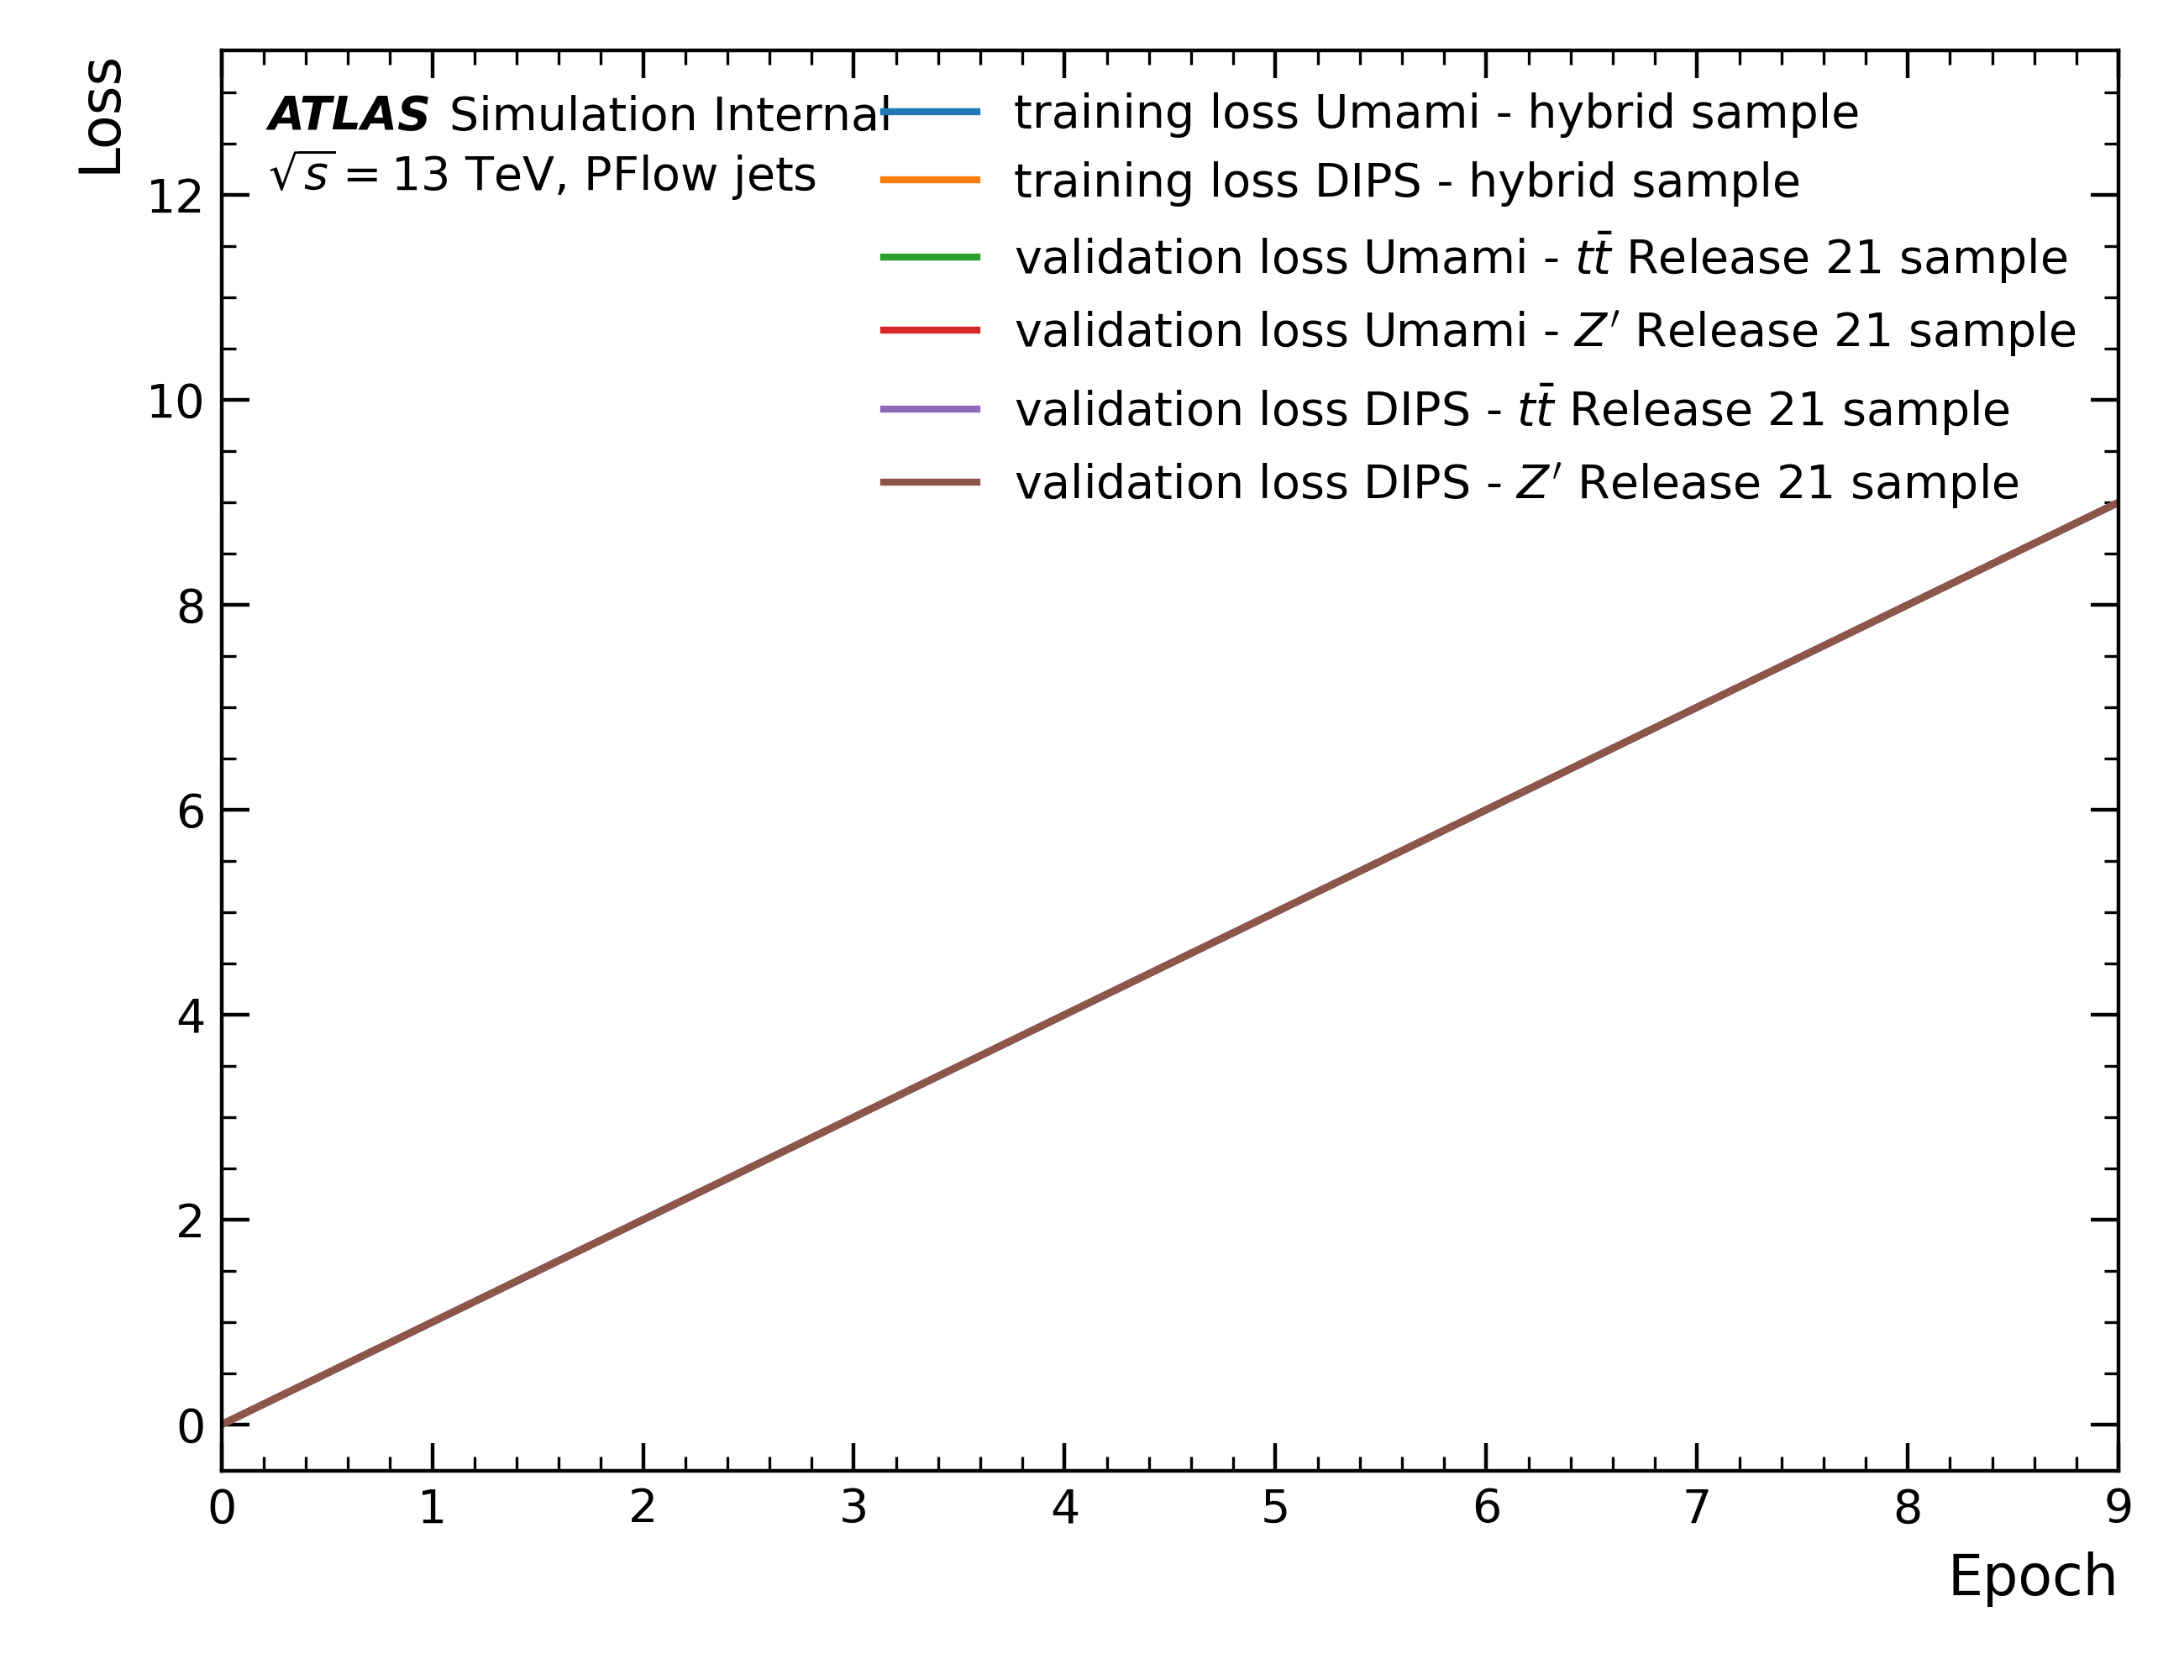 Loss
ATLAS Simulation Internal
√s = 13 TeV, PFlow jets
training loss Umami - hybrid sample
training loss DIPS - hybrid sample
validation loss Umami - tt̄ Release 21 sample
validation loss Umami - Z′ Release 21 sample
validation loss DIPS - tt̄ Release 21 sample
validation loss DIPS - Z′ Release 21 sample
12
10
8
6
4
2
0
0 1 2 3 4 5 6 7 8 9
Epoch